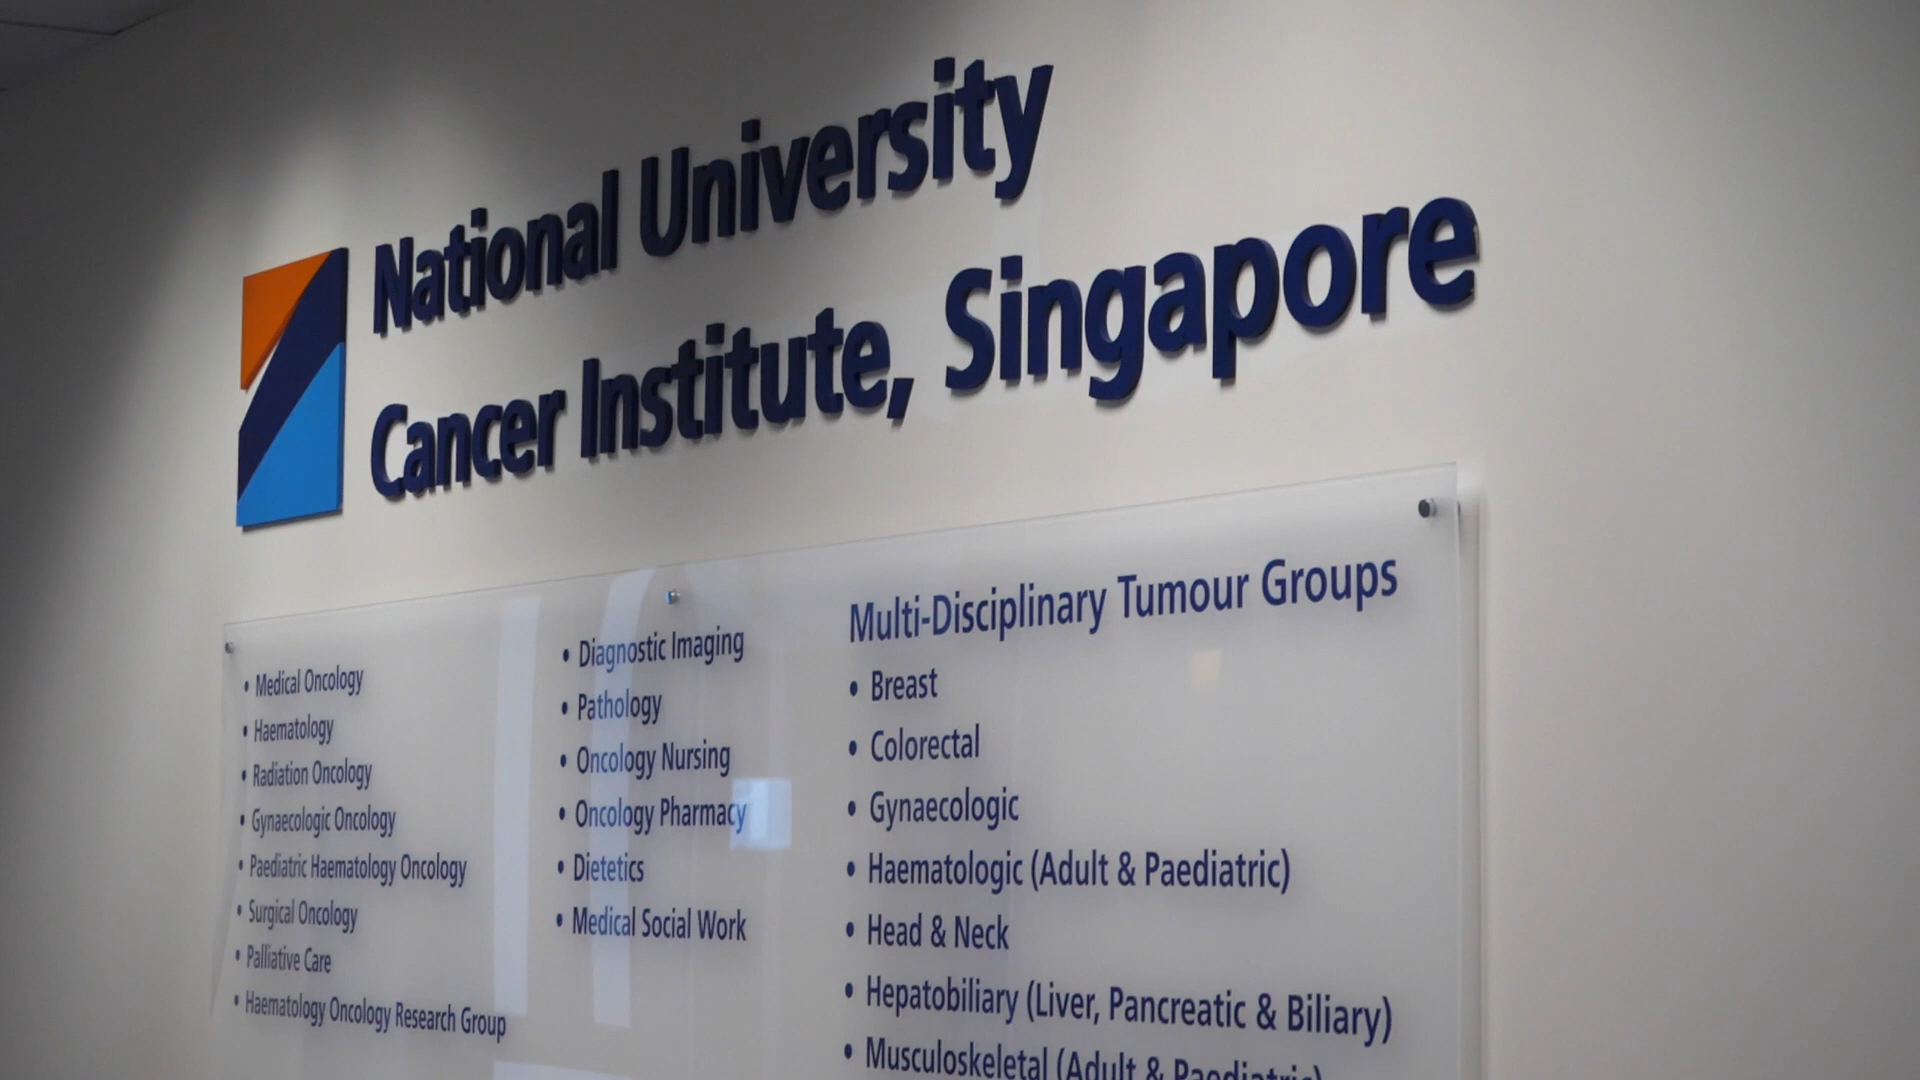 National University
Cancer Institute, Singapore
• Medical Oncology
• Haematology
• Radiation Oncology
• Gynaecologic Oncology
• Paediatric Haematology Oncology
• Surgical Oncology
• Palliative Care
• Haematology Oncology Research Group
• Diagnostic Imaging
• Pathology
• Oncology Nursing
• Oncology Pharmacy
• Dietetics
• Medical Social Work
Multi-Disciplinary Tumour Groups
• Breast
• Colorectal
• Gynaecologic
• Haematologic (Adult & Paediatric)
• Head & Neck
• Hepatobiliary (Liver, Pancreatic & Biliary)
• Musculoskeletal (Adult & Paediatric)